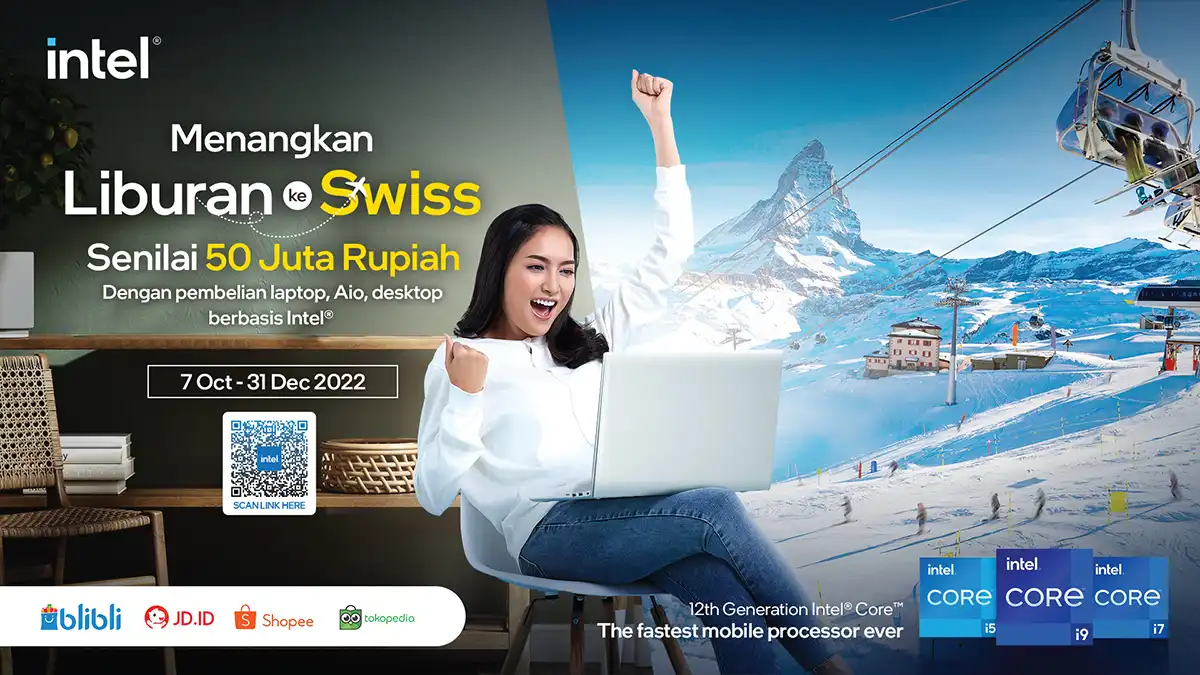 intel®
Menangkan
Liburan ke Swiss
Senilai 50 Juta Rupiah
Dengan pembelian laptop, Aio, desktop
berbasis Intel®
7 Oct - 31 Dec 2022
intel
SCAN LINK HERE
blibli
JD.ID
Shopee
tokopedia
12th Generation Intel® Core™
The fastest mobile processor ever
intel. CORE i5
intel. CORE i9
intel. CORE i7